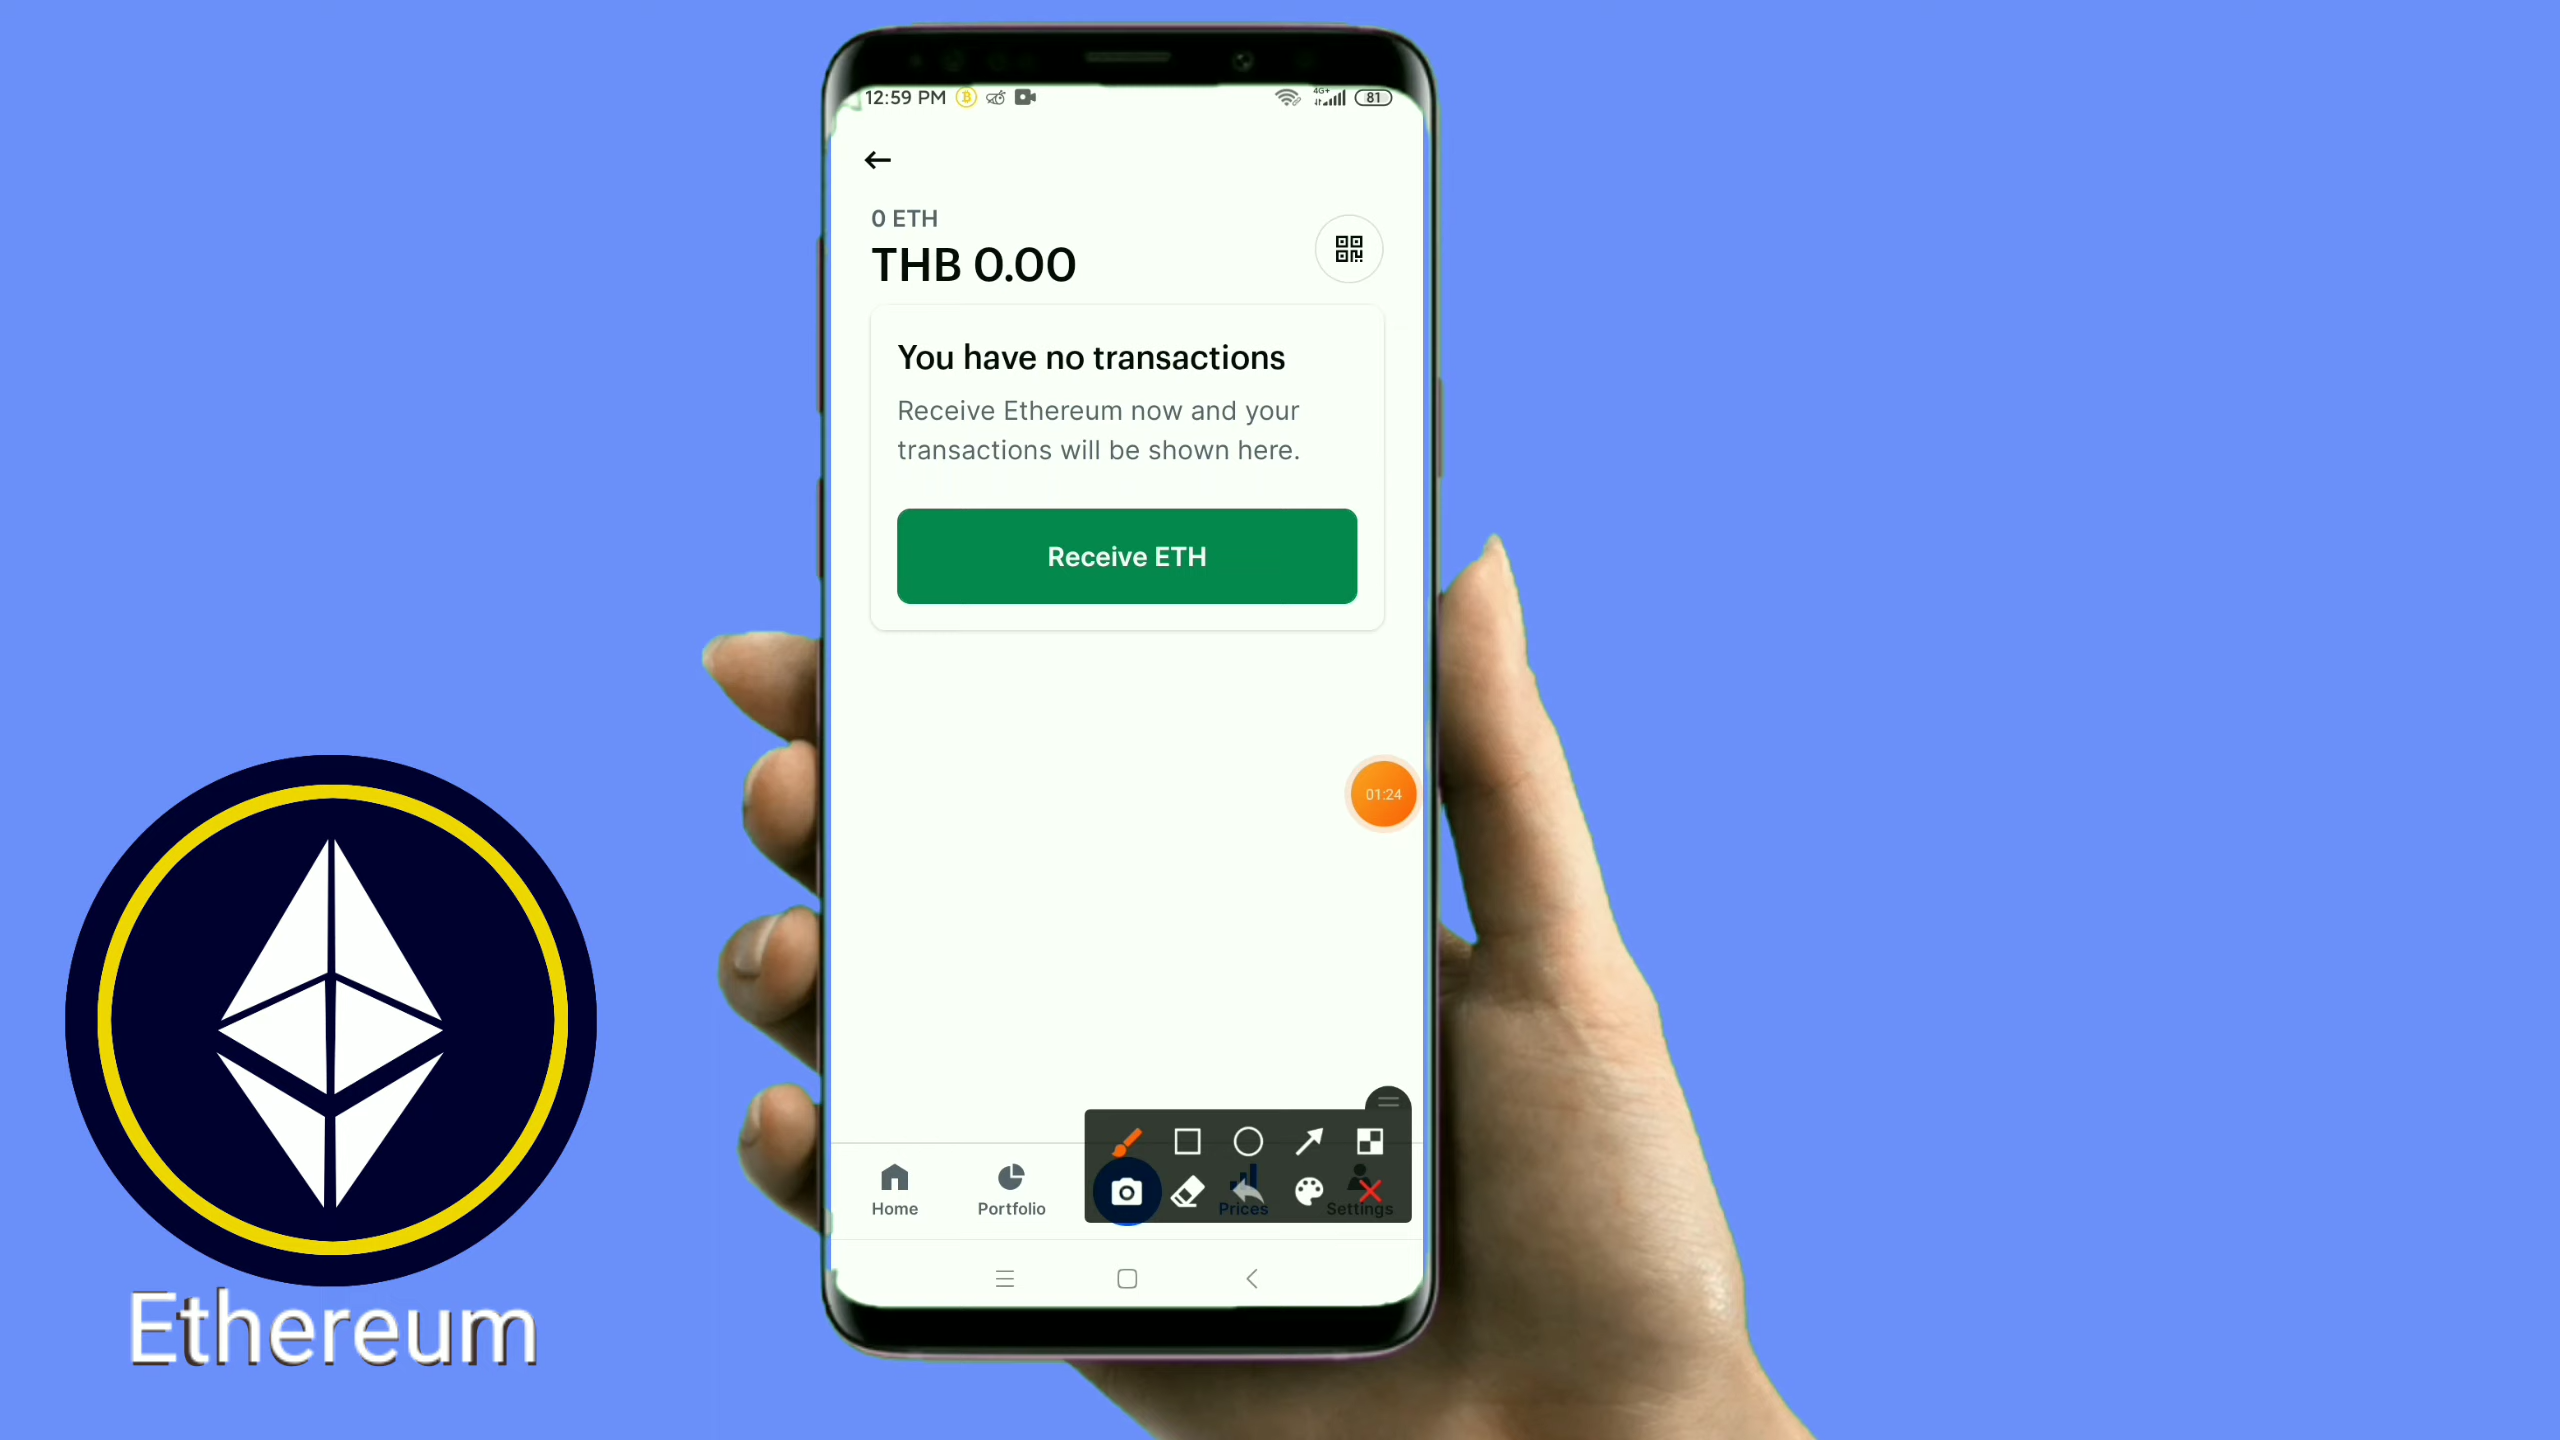 12:59 PM
4G+
81
0 ETH
THB 0.00
You have no transactions
Receive Ethereum now and your
transactions will be shown here.
Receive ETH
01:24
Home
Portfolio
Prices
Settings
Ethereum